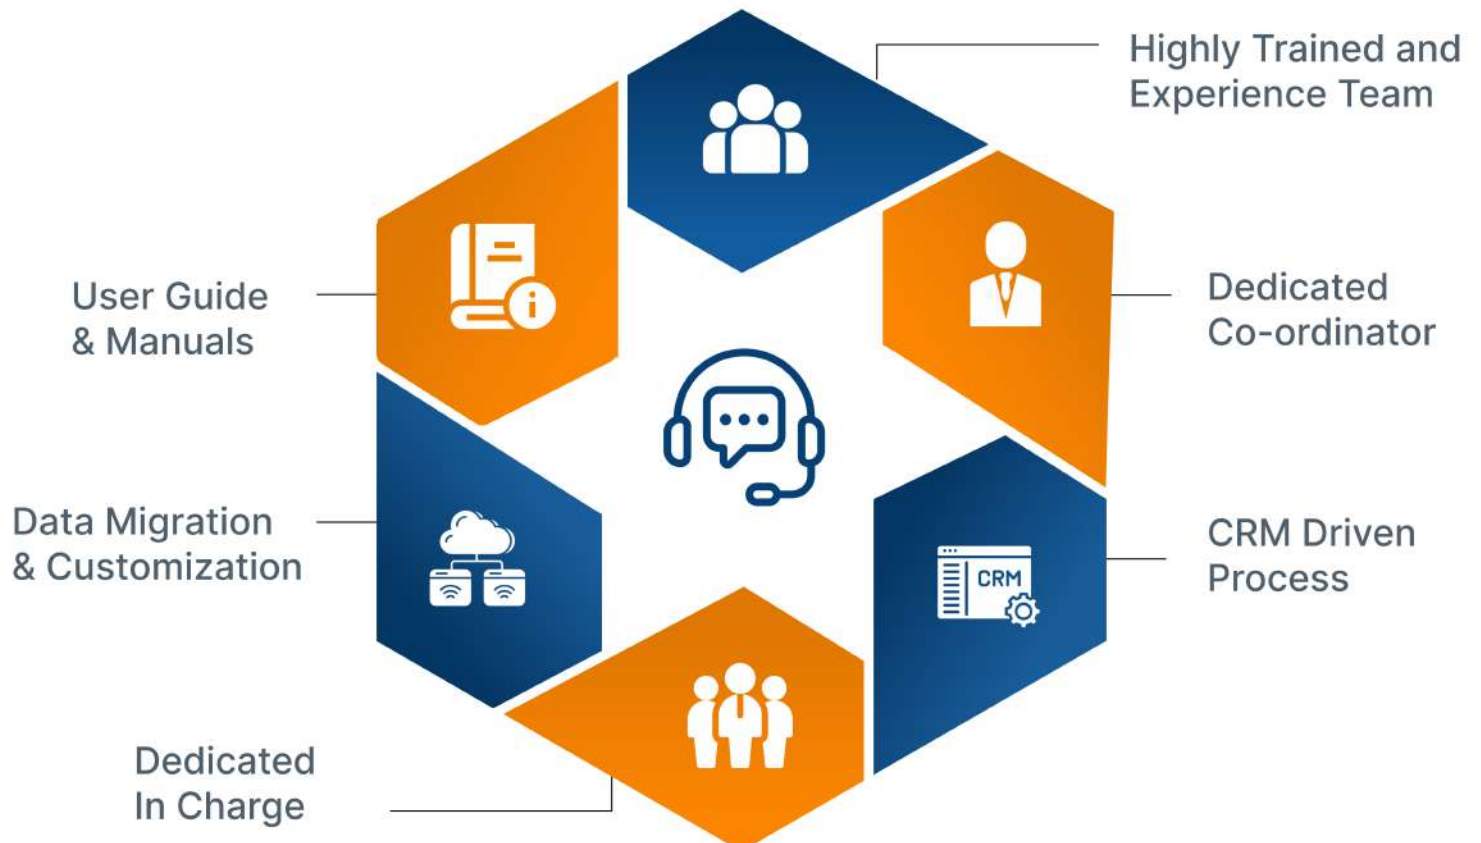 Highly Trained and
Experience Team
User Guide
& Manuals
Dedicated
Co-ordinator
Data Migration
& Customization
CRM
CRM Driven
Process
Dedicated
In Charge